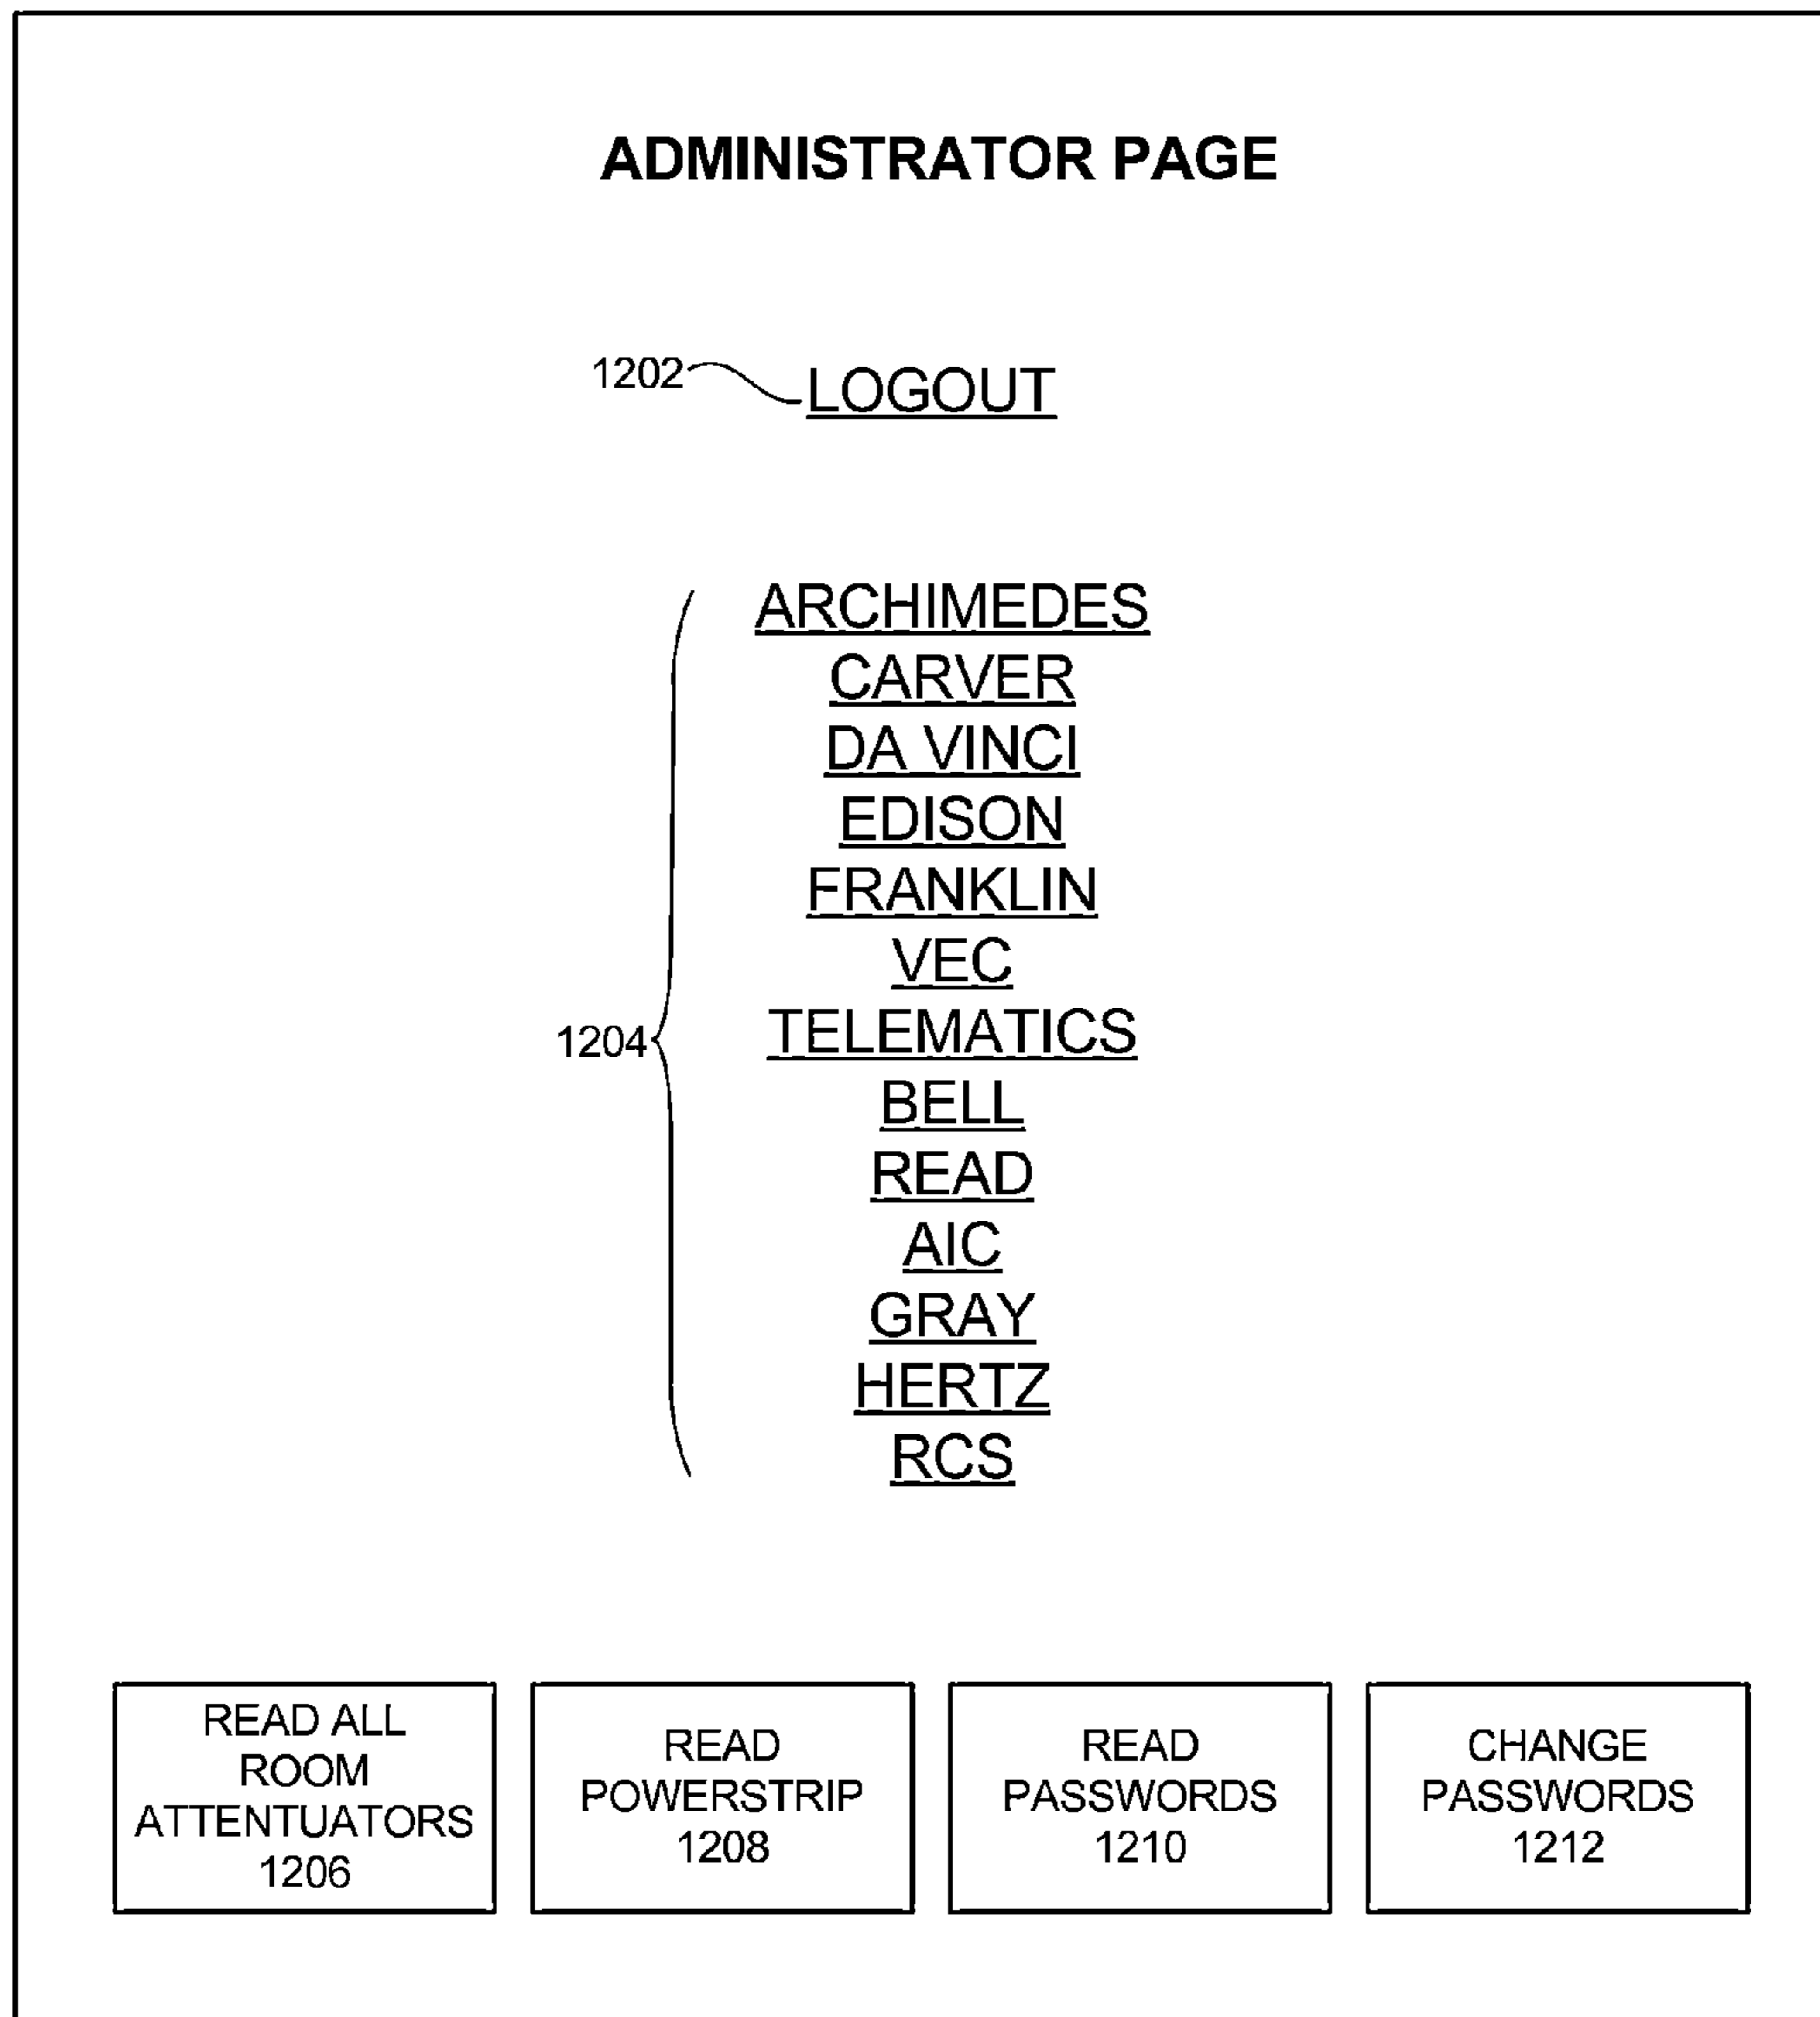 ADMINISTRATOR PAGE
1202
LOGOUT
1204
ARCHIMEDES
CARVER
DA VINCI
EDISON
FRANKLIN
VEC
TELEMATICS
BELL
READ
AIC
GRAY
HERTZ
RCS
READ ALL
ROOM
ATTENTUATORS
1206
READ
POWERSTRIP
1208
READ
PASSWORDS
1210
CHANGE
PASSWORDS
1212